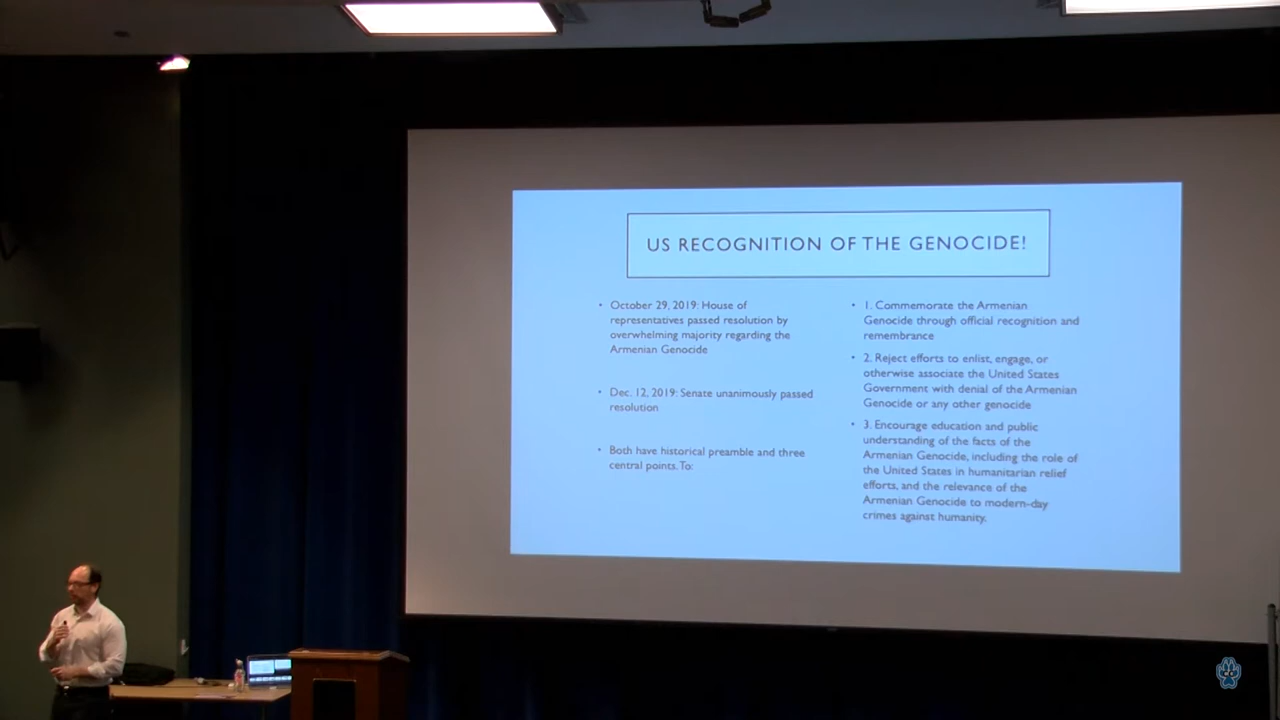 US RECOGNITION OF THE GENOCIDE!
• October 29, 2019: House of
representatives passed resolution by
overwhelming majority regarding the
Armenian Genocide
• Dec. 12, 2019: Senate unanimously passed
resolution
• Both have historical preamble and three
central points. To:
• 1. Commemorate the Armenian
Genocide through official recognition and
remembrance
• 2. Reject efforts to enlist, engage, or
otherwise associate the United States
Government with denial of the Armenian
Genocide or any other genocide
• 3. Encourage education and public
understanding of the facts of the
Armenian Genocide, including the role of
the United States in humanitarian relief
efforts, and the relevance of the
Armenian Genocide to modern-day
crimes against humanity.